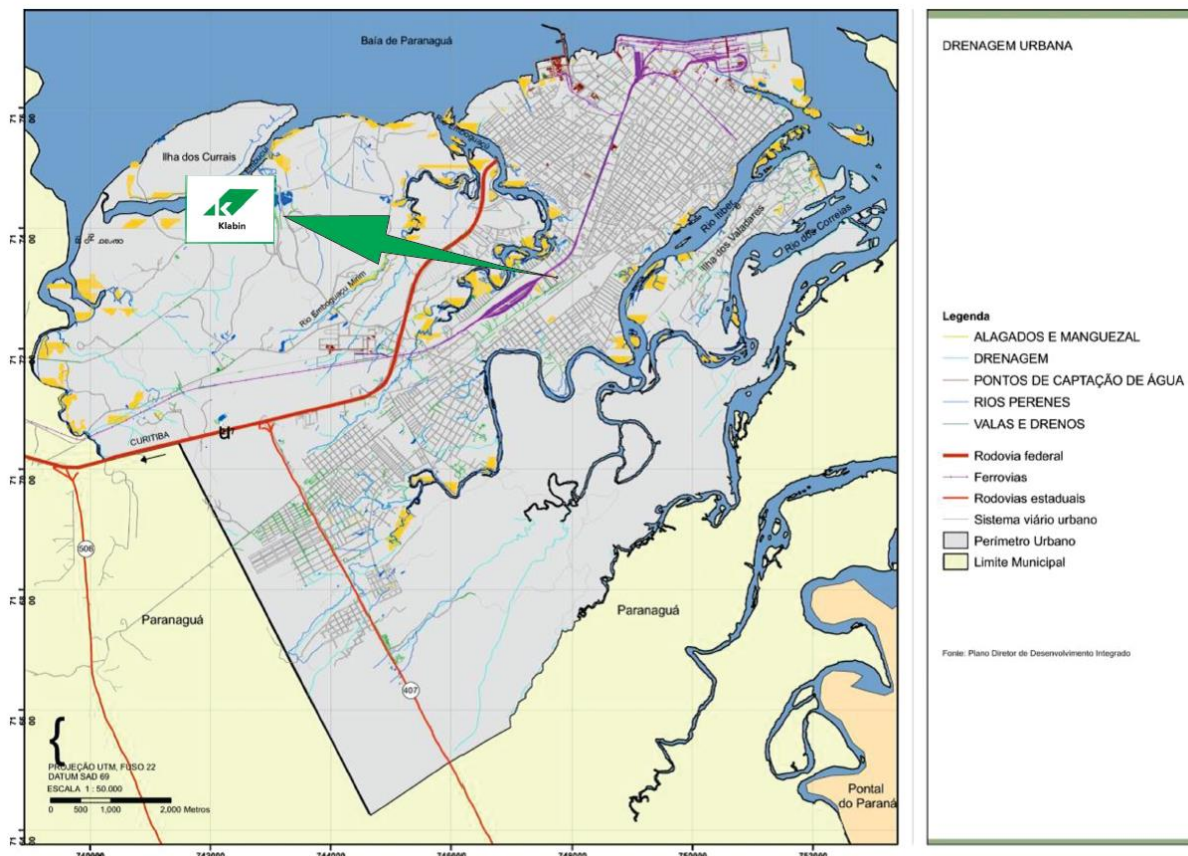 Baía de Paranaguá
Ilha dos Currais
Klabin
Rio Emboguaçu Mirim
Ilha dos Valadares
Rio dos Correias
CURITIBA
508
407
Paranaguá
Paranaguá
Pontal
do Paraná
PROJEÇÃO UTM, FUSO 22
DATUM SAD 69
ESCALA 1 : 50.000
0 500 1,000 2,000 Metros
DRENAGEM URBANA
Legenda
ALAGADOS E MANGUEZAL
DRENAGEM
PONTOS DE CAPTAÇÃO DE ÁGUA
RIOS PERENES
VALAS E DRENOS
Rodovia federal
Ferrovias
Rodovias estaduais
Sistema viário urbano
Perímetro Urbano
Limite Municipal
Fonte: Plano Diretor de Desenvolvimento Integrado